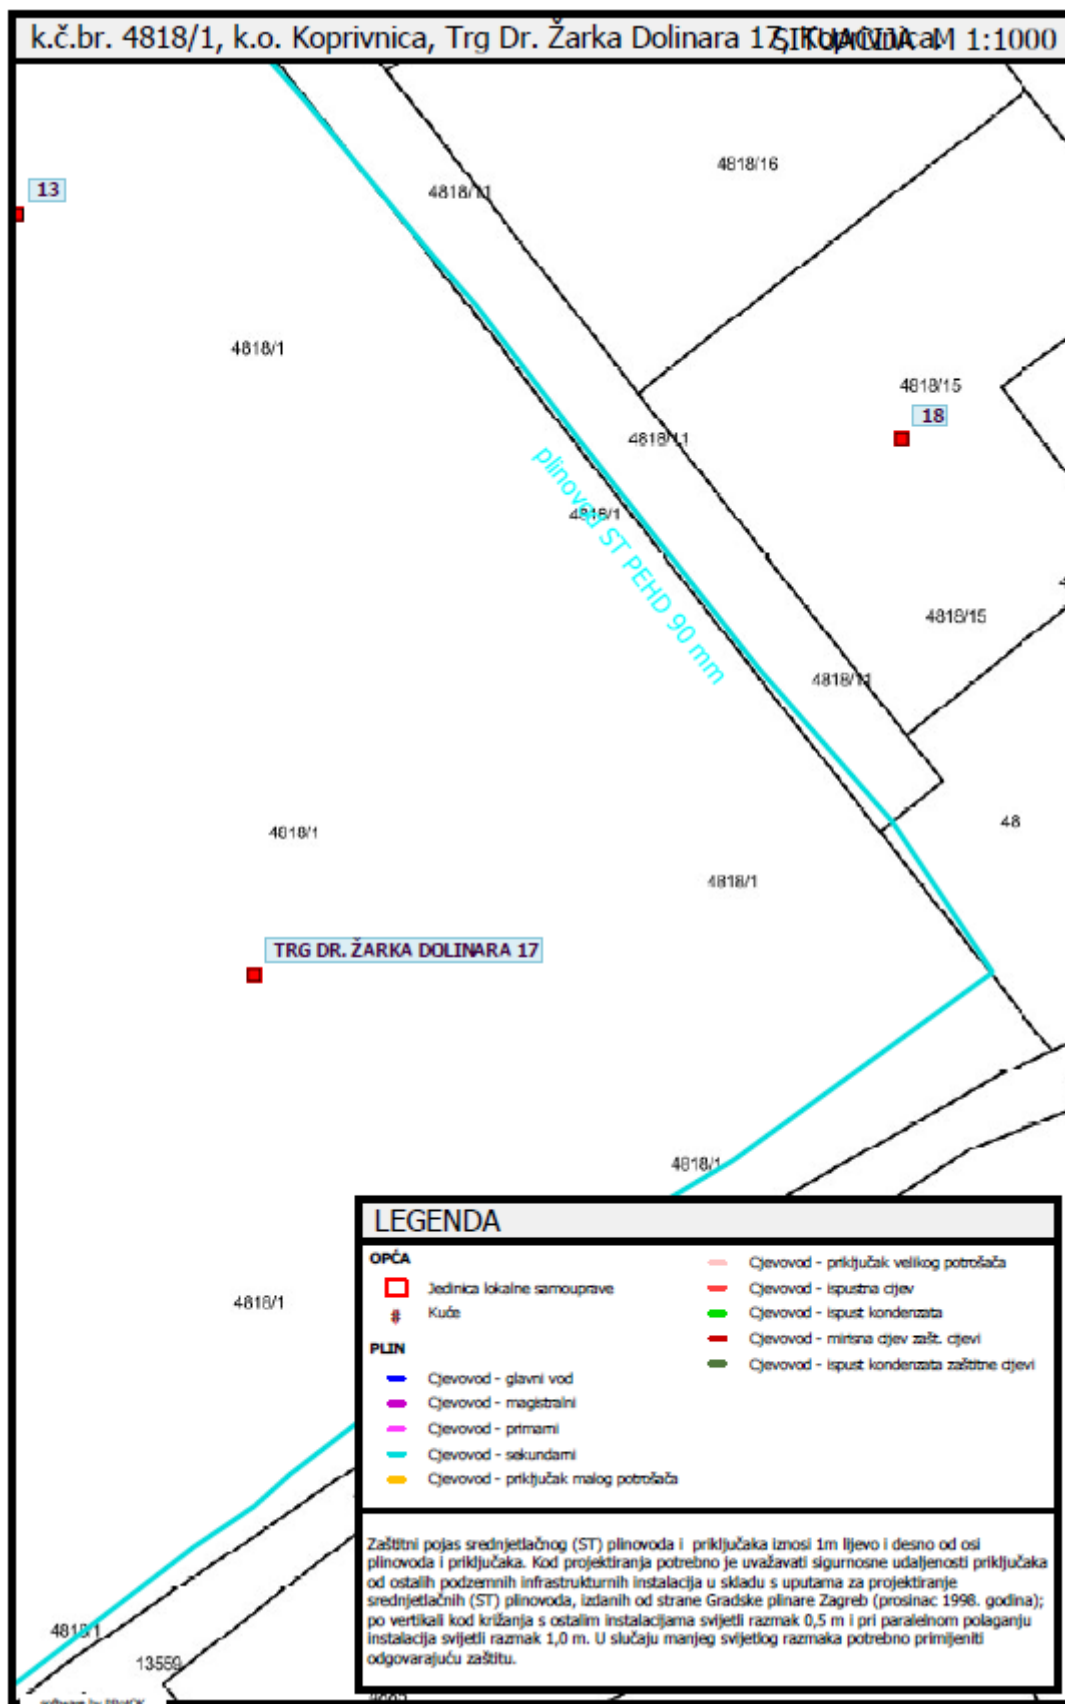 k.č.br. 4818/1, k.o. Koprivnica, Trg Dr. Žarka Dolinara 17, Koprivnica
SITUACIJA M 1:1000
4818/16
13
4818/11
4818/1
4818/15
18
4818/11
plinovod ST PEHD 90 mm
4818/1
4818/15
4818/11
48
4818/1
4818/1
TRG DR. ŽARKA DOLINARA 17
4818/1
LEGENDA
OPĆA
Jedinica lokalne samouprave
Kuće
PLIN
Cjevovod - glavni vod
Cjevovod - magistralni
Cjevovod - primarni
Cjevovod - sekundarni
Cjevovod - priključak malog potrošača
Cjevovod - priključak velikog potrošača
Cjevovod - ispustna cijev
Cjevovod - ispust kondenzata
Cjevovod - mirisna cijev zašt. cijevi
Cjevovod - ispust kondenzata zaštitne cijevi
4818/1
Zaštitni pojas srednjetlačnog (ST) plinovoda i priključaka iznosi 1m lijevo i desno od osi
plinovoda i priključaka. Kod projektiranja potrebno je uvažavati sigurnosne udaljenosti priključaka
od ostalih podzemnih infrastrukturnih instalacija u skladu s uputama za projektiranje
srednjetlačnih (ST) plinovoda, izdanih od strane Gradske plinare Zagreb (prosinac 1998. godina);
po vertikali kod križanja s ostalim instalacijama svijetli razmak 0,5 m i pri paralelnom polaganju
instalacija svijetli razmak 1,0 m. U slučaju manjeg svijetlog razmaka potrebno primijeniti
odgovarajuću zaštitu.
4818/1
13559